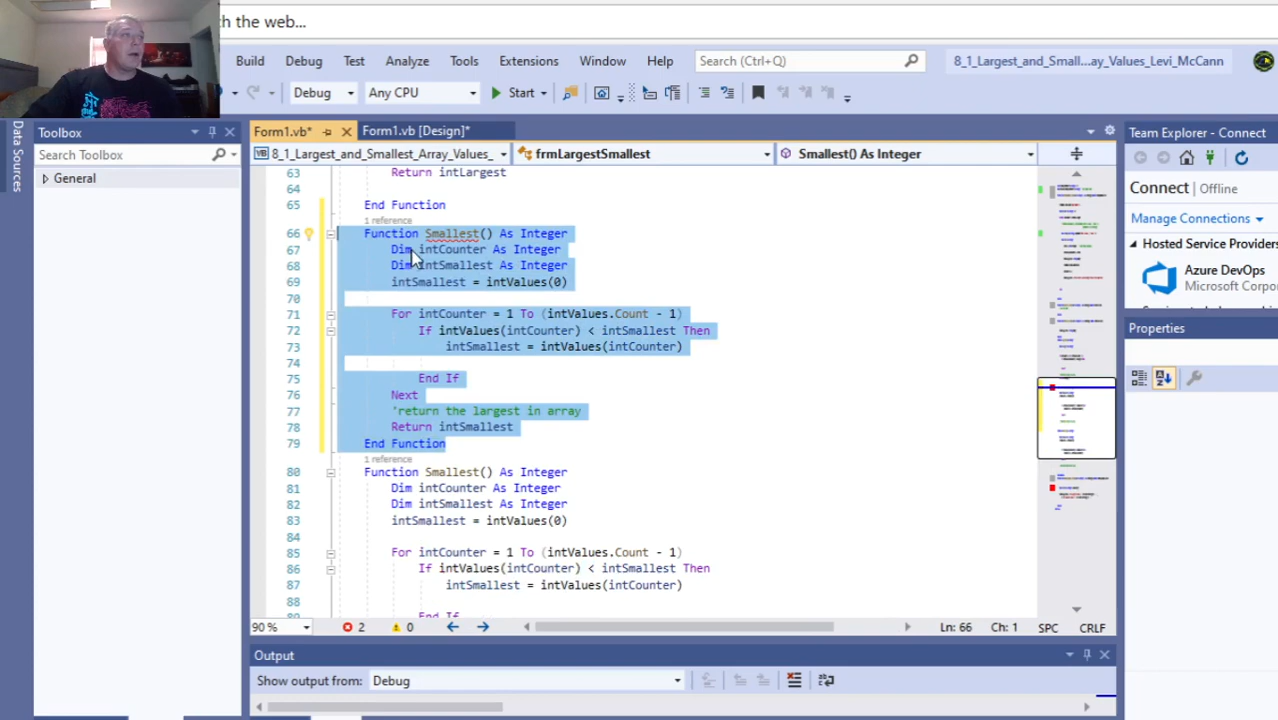 h the web...
Build Debug Test Analyze Tools Extensions Window Help Search (Ctrl+Q) 8_1_Largest_and_Small...ay_Values_Levi_McCann
Debug Any CPU Start
Data Sources
Toolbox
Search Toolbox
General
Form1.vb* Form1.vb [Design]*
8_1_Largest_and_Smallest_Array_Values_ frmLargestSmallest Smallest() As Integer
63 Return intLargest
64
65 End Function
1 reference
66 Function Smallest() As Integer
67 Dim intCounter As Integer
68 Dim intSmallest As Integer
69 intSmallest = intValues(0)
70
71 For intCounter = 1 To (intValues.Count - 1)
72 If intValues(intCounter) < intSmallest Then
73 intSmallest = intValues(intCounter)
74
75 End If
76 Next
77 'return the largest in array
78 Return intSmallest
79 End Function
1 reference
80 Function Smallest() As Integer
81 Dim intCounter As Integer
82 Dim intSmallest As Integer
83 intSmallest = intValues(0)
84
85 For intCounter = 1 To (intValues.Count - 1)
86 If intValues(intCounter) < intSmallest Then
87 intSmallest = intValues(intCounter)
88
End If
90 % 2 0 Ln: 66 Ch: 1 SPC CRLF
Output
Show output from: Debug
Team Explorer - Connect
Connect | Offline
Manage Connections
Hosted Service Providers
Azure DevOps
Microsoft Corpor
Properties